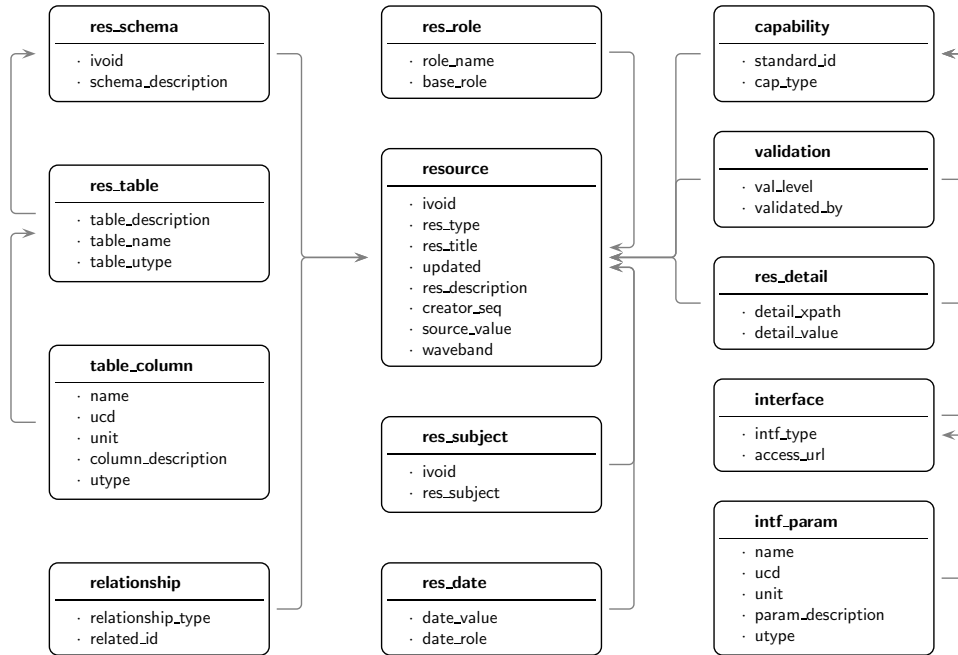 res_schema
· ivoid
· schema_description
res_table
· table_description
· table_name
· table_utype
table_column
· name
· ucd
· unit
· column_description
· utype
relationship
· relationship_type
· related_id
res_role
· role_name
· base_role
resource
· ivoid
· res_type
· res_title
· updated
· res_description
· creator_seq
· source_value
· waveband
res_subject
· ivoid
· res_subject
res_date
· date_value
· date_role
capability
· standard_id
· cap_type
validation
· val_level
· validated_by
res_detail
· detail_xpath
· detail_value
interface
· intf_type
· access_url
intf_param
· name
· ucd
· unit
· param_description
· utype